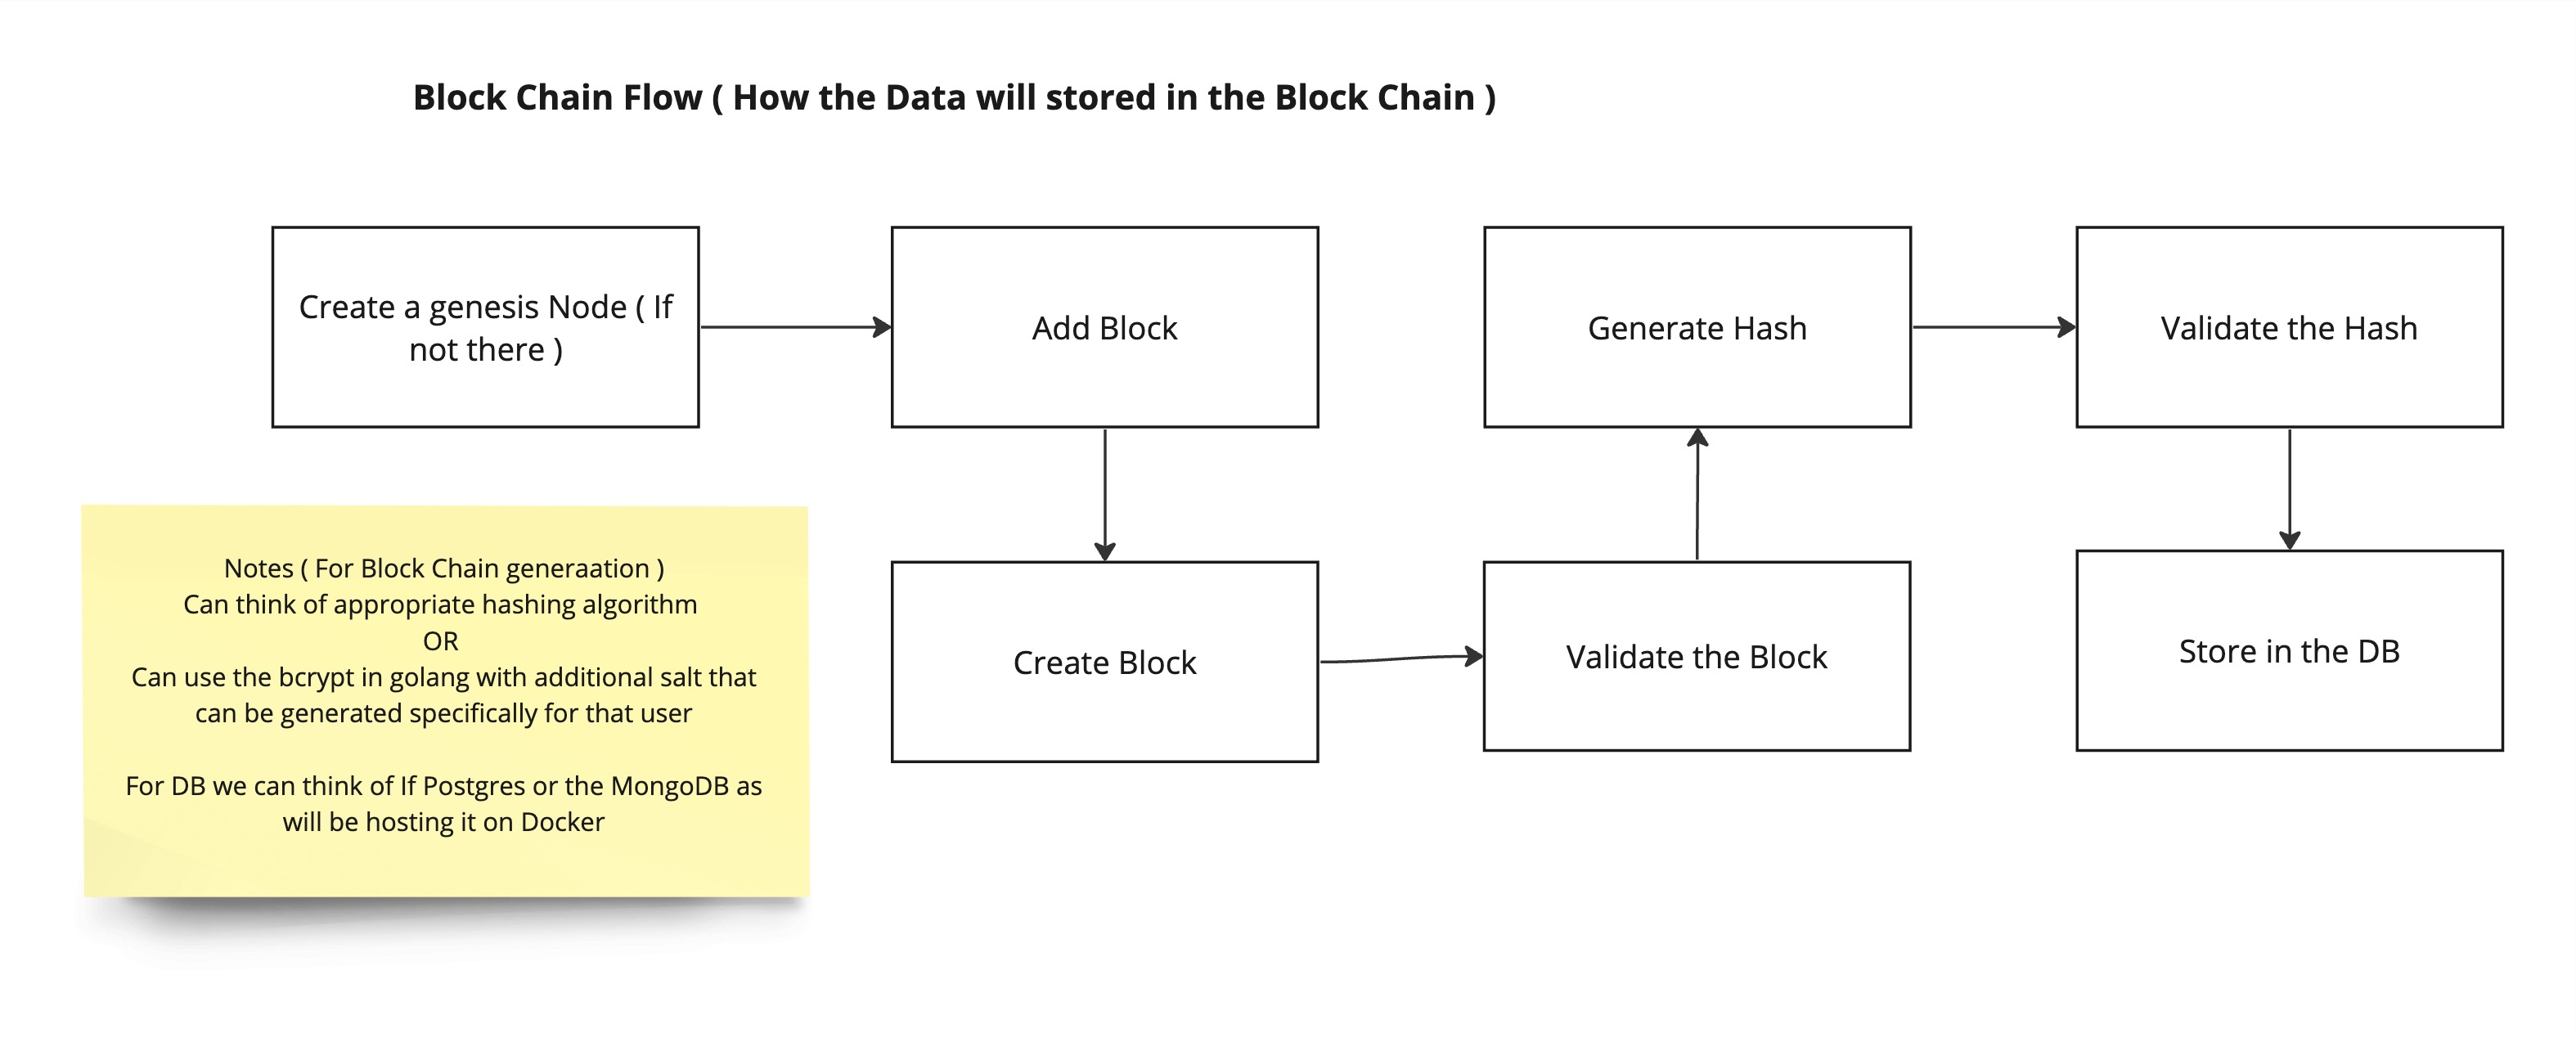 Block Chain Flow ( How the Data will stored in the Block Chain )
Create a genesis Node ( If
not there )
Add Block
Generate Hash
Validate the Hash
Create Block
Validate the Block
Store in the DB
Notes ( For Block Chain generaation )
Can think of appropriate hashing algorithm
OR
Can use the bcrypt in golang with additional salt that
can be generated specifically for that user
For DB we can think of If Postgres or the MongoDB as
will be hosting it on Docker